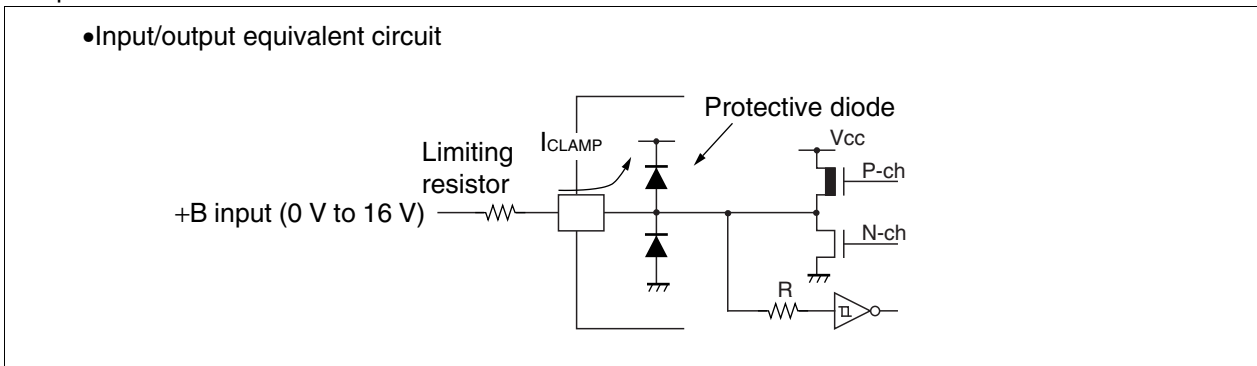 •Input/output equivalent circuit
Protective diode
ICLAMP
Vcc
Limiting
resistor
P-ch
+B input (0 V to 16 V)
N-ch
R